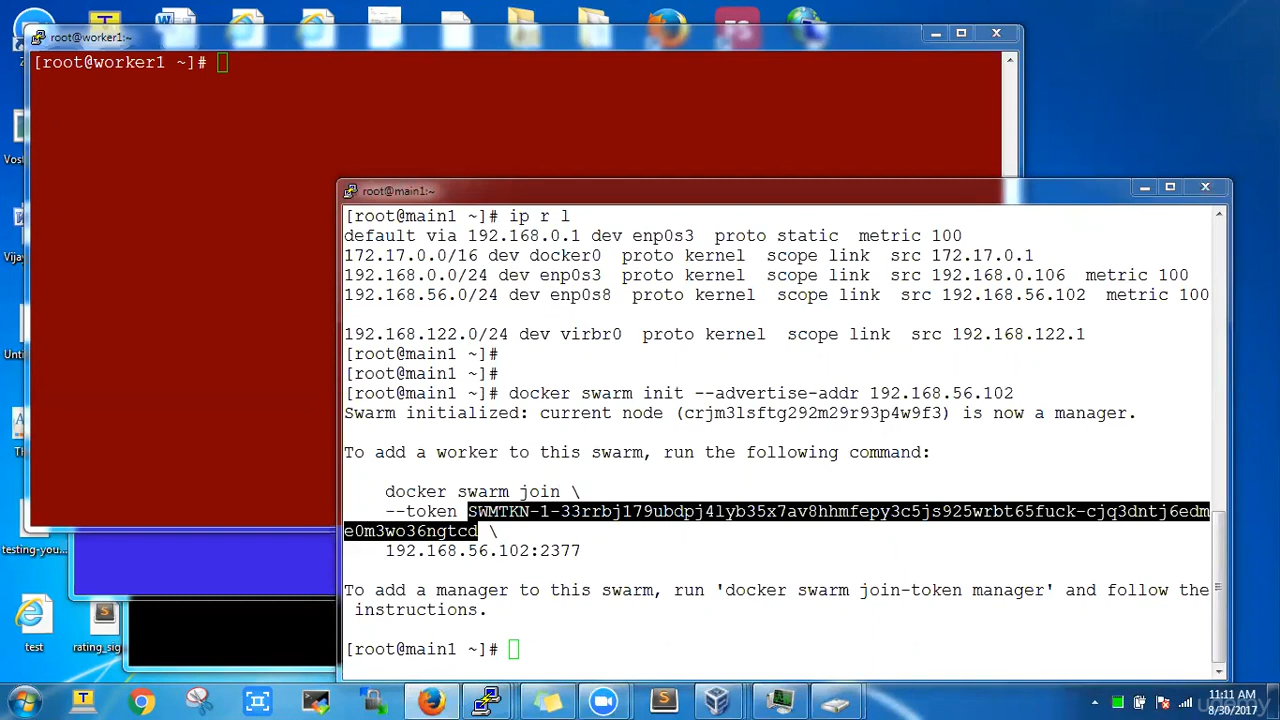 root@worker1:~
[root@worker1 ~]#
root@main1:~
[root@main1 ~]# ip r l
default via 192.168.0.1 dev enp0s3  proto static  metric 100
172.17.0.0/16 dev docker0  proto kernel  scope link  src 172.17.0.1
192.168.0.0/24 dev enp0s3  proto kernel  scope link  src 192.168.0.106  metric 100
192.168.56.0/24 dev enp0s8  proto kernel  scope link  src 192.168.56.102  metric 100
192.168.122.0/24 dev virbr0  proto kernel  scope link  src 192.168.122.1
[root@main1 ~]#
[root@main1 ~]#
[root@main1 ~]# docker swarm init --advertise-addr 192.168.56.102
Swarm initialized: current node (crjm3lsftg292m29r93p4w9f3) is now a manager.
To add a worker to this swarm, run the following command:
docker swarm join \
--token SWMTKN-1-33rrbj179ubdpj4lyb35x7av8hhmfepy3c5js925wrbt65fuck-cjq3dntj6edm
e0m3wo36ngtcd \
192.168.56.102:2377
To add a manager to this swarm, run 'docker swarm join-token manager' and follow the
instructions.
[root@main1 ~]#
Vos
Vijay
Unti
Th
testing-you
test
rating_sig
FS
11:11 AM
8/30/2017
udemy